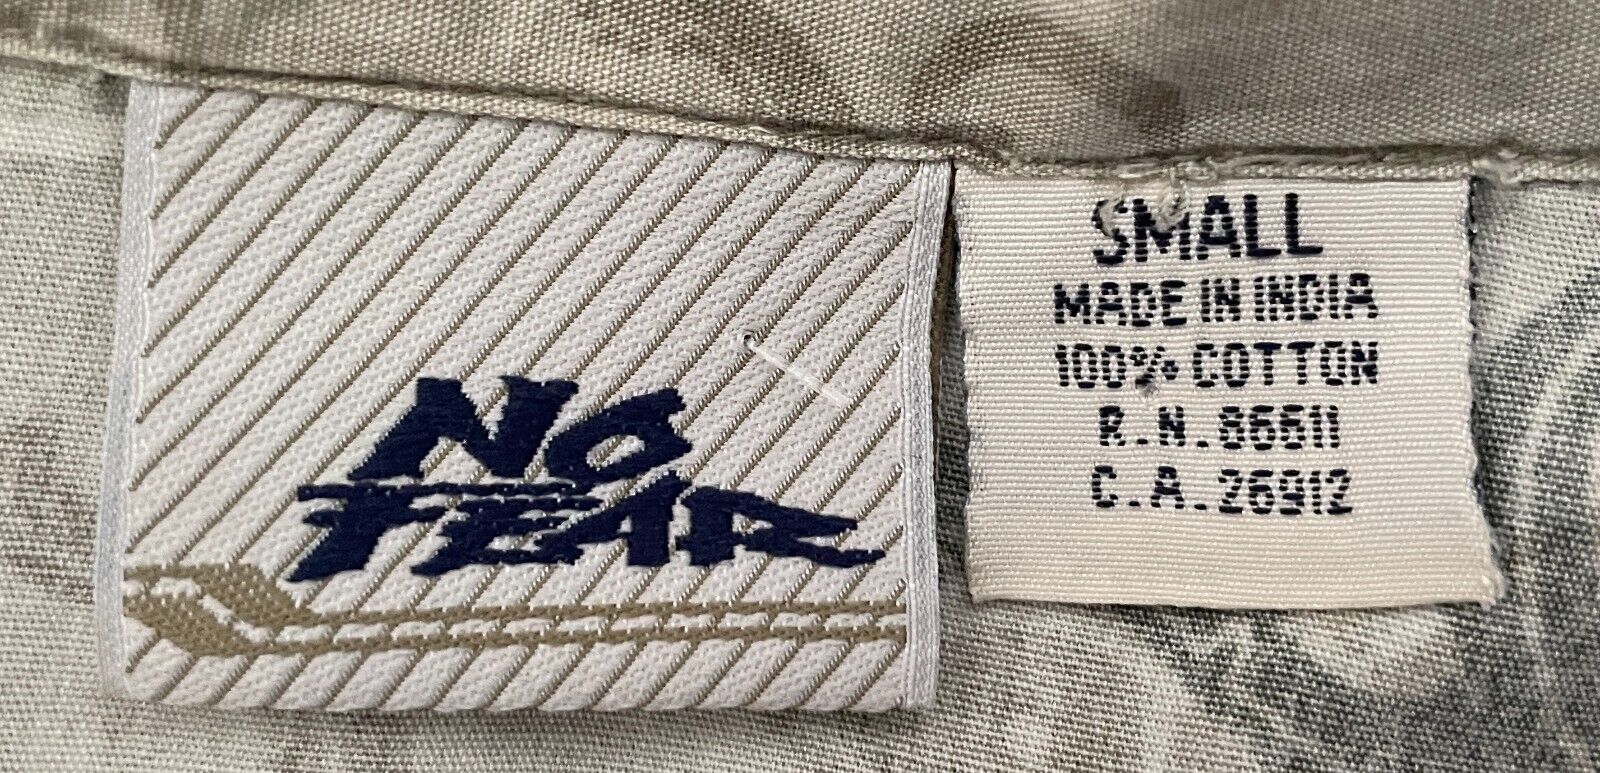 NO
FEAR
SMALL
MADE IN INDIA
100% COTTON
R.N. 86611
C.A. 26912